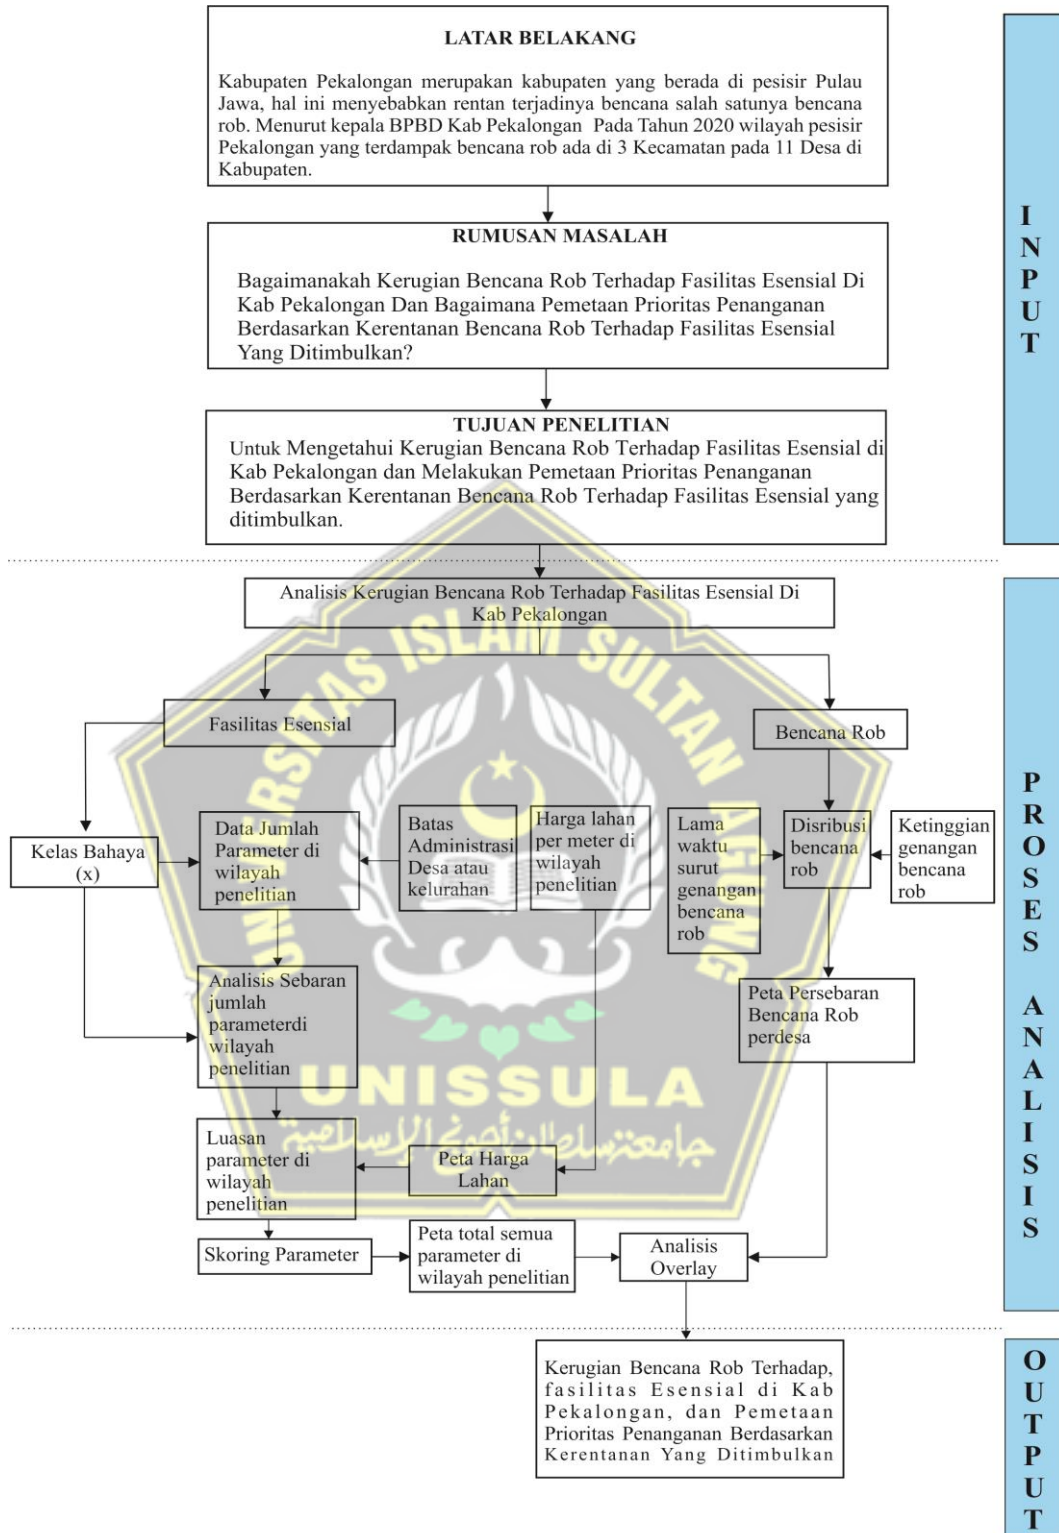 LATAR BELAKANG
Kabupaten Pekalongan merupakan kabupaten yang berada di pesisir Pulau
Jawa, hal ini menyebabkan rentan terjadinya bencana salah satunya bencana
rob. Menurut kepala BPBD Kab Pekalongan Pada Tahun 2020 wilayah pesisir
Pekalongan yang terdampak bencana rob ada di 3 Kecamatan pada 11 Desa di
Kabupaten.
RUMUSAN MASALAH
Bagaimanakah Kerugian Bencana Rob Terhadap Fasilitas Esensial Di
Kab Pekalongan Dan Bagaimana Pemetaan Prioritas Penanganan
Berdasarkan Kerentanan Bencana Rob Terhadap Fasilitas Esensial
Yang Ditimbulkan?
TUJUAN PENELITIAN
Untuk Mengetahui Kerugian Bencana Rob Terhadap Fasilitas Esensial di
Kab Pekalongan dan Melakukan Pemetaan Prioritas Penanganan
Berdasarkan Kerentanan Bencana Rob Terhadap Fasilitas Esensial yang
ditimbulkan.
INPUT
Analisis Kerugian Bencana Rob Terhadap Fasilitas Esensial Di
Kab Pekalongan
Fasilitas Esensial
Bencana Rob
Kelas Bahaya
(x)
Data Jumlah
Parameter di
wilayah
penelitian
Batas
Administrasi
Desa atau
kelurahan
Harga lahan
per meter di
wilayah
penelitian
Lama
waktu
surut
genangan
bencana
rob
Disribusi
bencana
rob
Ketinggian
genangan
bencana
rob
Analisis Sebaran
jumlah
parameterdi
wilayah
penelitian
Peta Persebaran
Bencana Rob
perdesa
Luasan
parameter di
wilayah
penelitian
Peta Harga
Lahan
Skoring Parameter
Peta total semua
parameter di
wilayah penelitian
Analisis
Overlay
PROSES ANALISIS
Kerugian Bencana Rob Terhadap,
fasilitas Esensial di Kab
Pekalongan, dan Pemetaan
Prioritas Penanganan Berdasarkan
Kerentanan Yang Ditimbulkan
OUTPUT
UNIVERSITAS ISLAM SULTAN AGUNG
UNISSULA
جامعتنسلطان أجونج الإسلامية